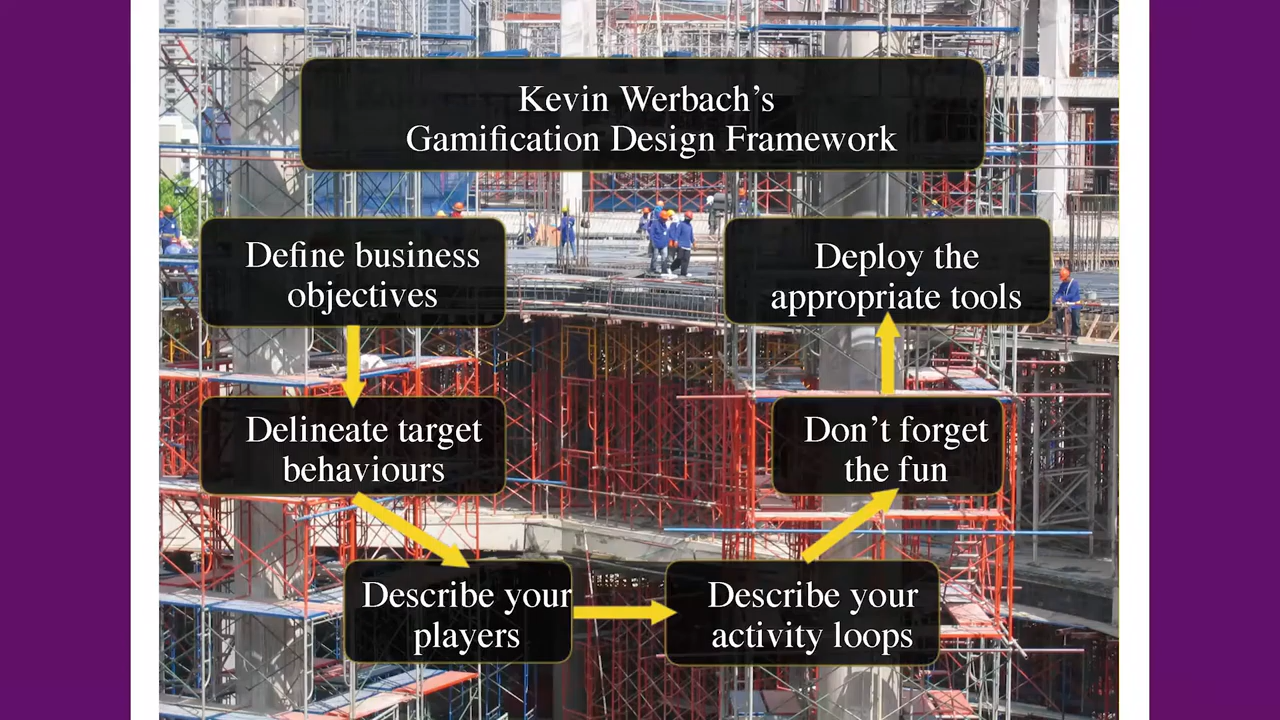 Kevin Werbach’s
Gamification Design Framework
Define business
objectives
Delineate target
behaviours
Describe your
players
Describe your
activity loops
Don’t forget
the fun
Deploy the
appropriate tools